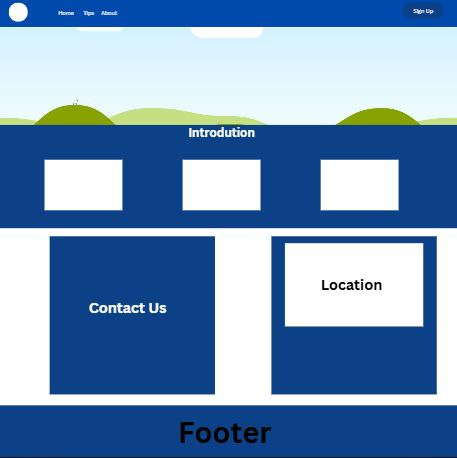 Home Tips About
Sign Up
Introdution
Contact Us
Location
Footer